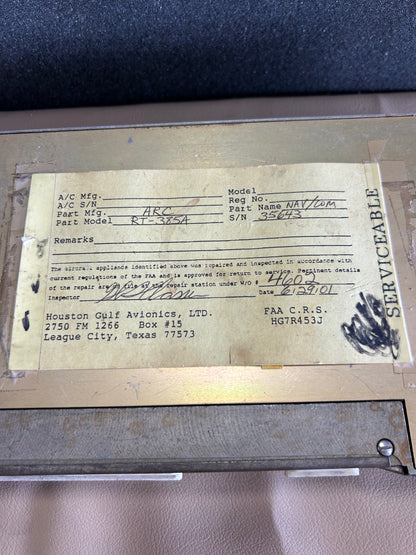 A/C Mfg. Model
A/C S/N Reg No.
Part Mfg. ARC Part Name NAV/COM
Part Model RT-385A S/N 35643
Remarks
The aircraft appliance identified above was repaired and inspected in accordance with
current regulations of the FAA and is approved for return to service. Pertinent details
of the repair are on file at the repair station under W/O # 4602
Inspector Date 6/29/01
Houston Gulf Avionics, LTD. FAA C.R.S.
2750 FM 1266 Box #15 HG7R453J
League City, Texas 77573
SERVICEABLE